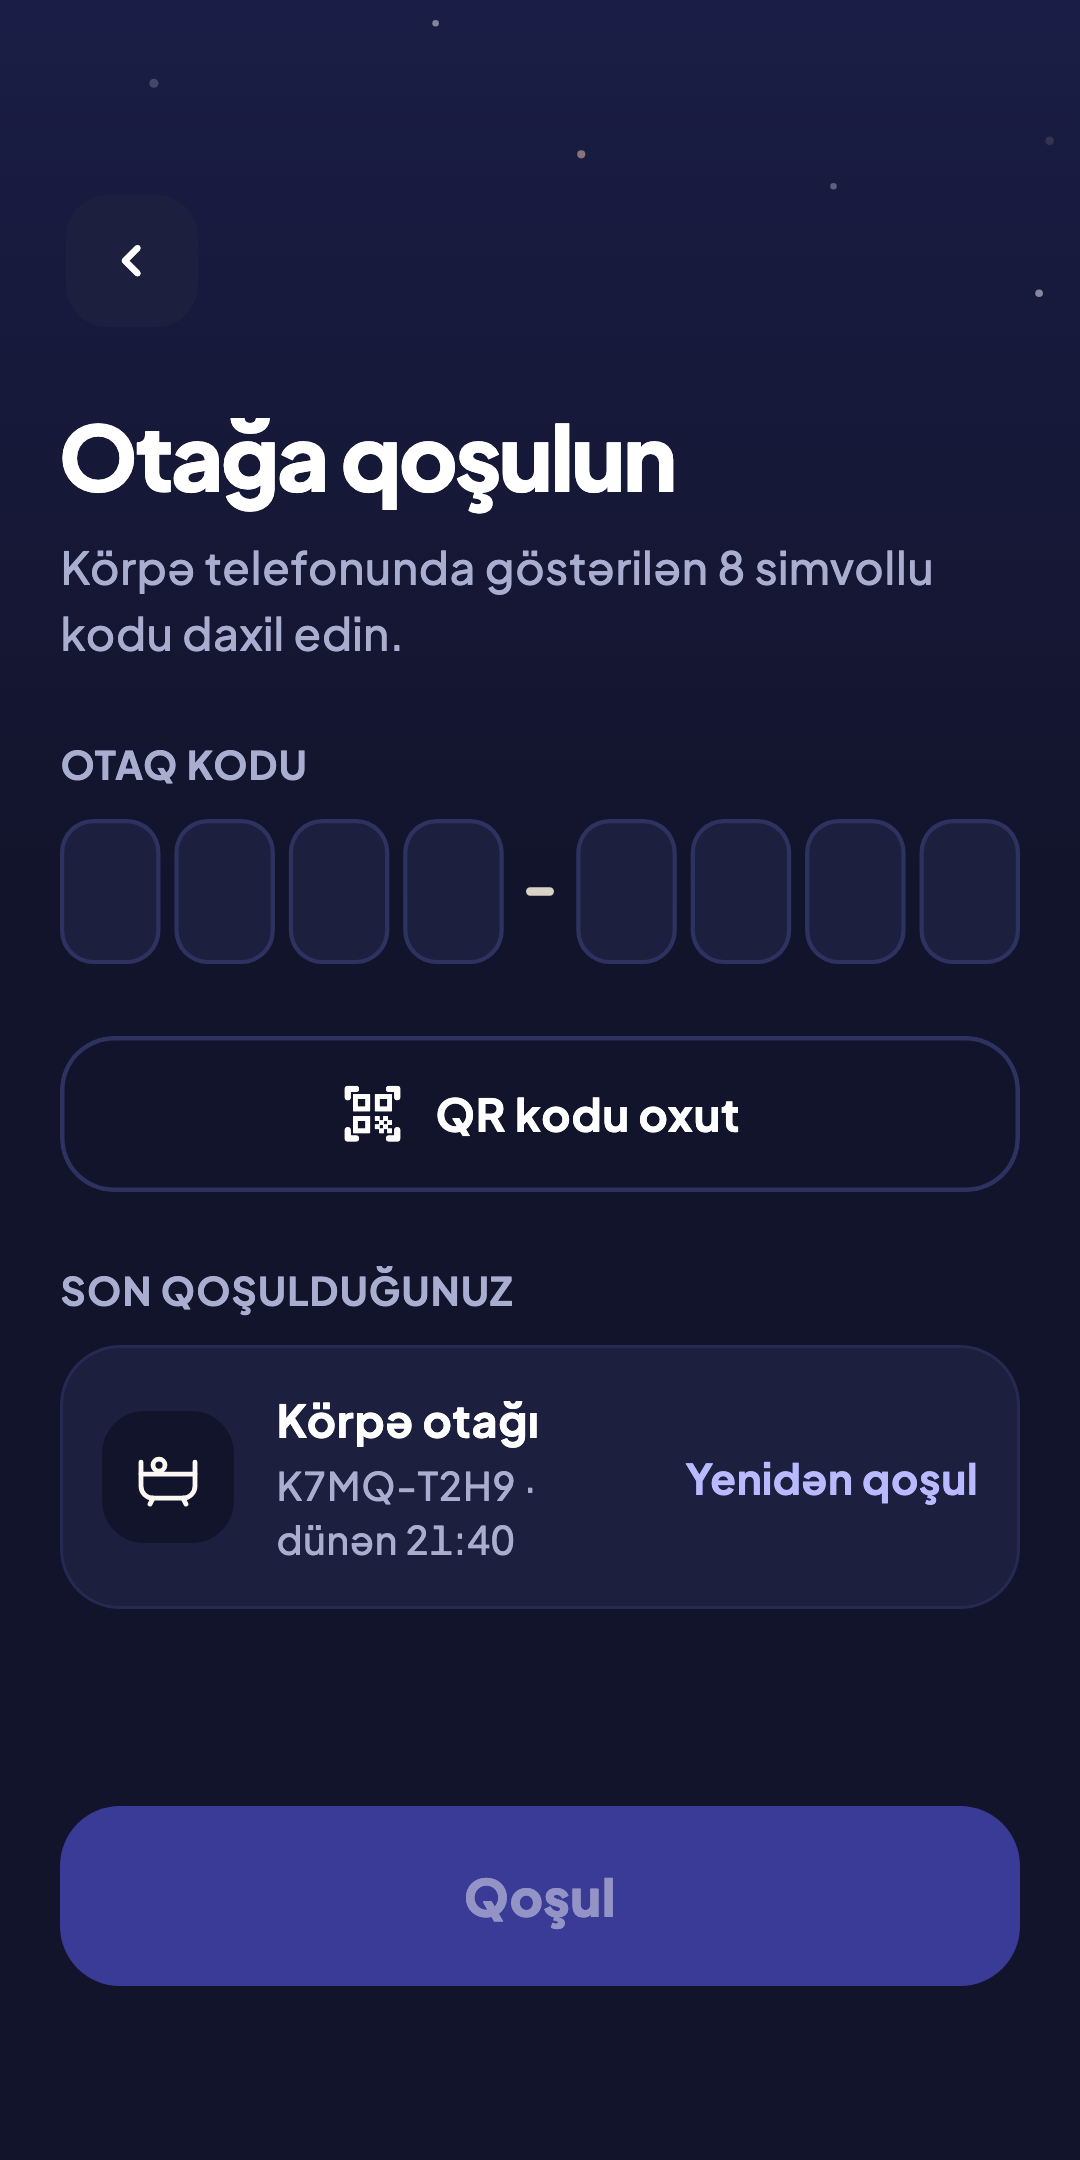 Otağa qoşulun
Körpə telefonunda göstərilən 8 simvollu
kodu daxil edin.
OTAQ KODU
–
QR kodu oxut
SON QOŞULDUĞUNUZ
Körpə otağı
K7MQ-T2H9 ·
dünən 21:40
Yenidən qoşul
Qoşul